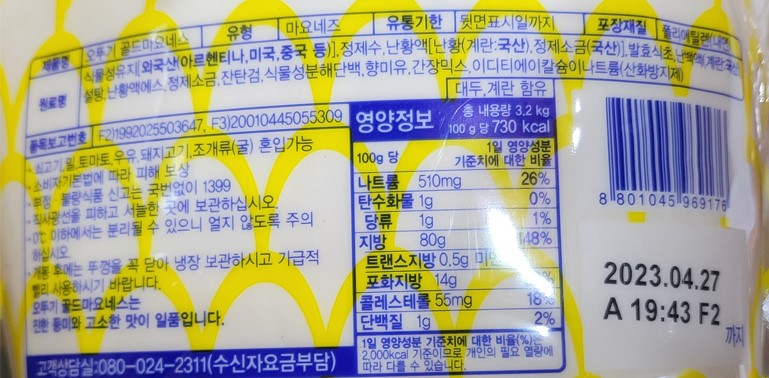 제품명 오뚜기 골드마요네스 유형 마요네즈 유통기한 뒷면표시일까지 포장재질 폴리에틸렌(내면)
원료명 식물성유지[외국산(아르헨티나,미국,중국 등)],정제수,난황액[난황(계란:국산),정제소금(국산)],발효식초,난백액(계란:국산)
설탕,난황액에스,정제소금,잔탄검,식물성분해단백,향미유,간장믹스,이디티에이칼슘이나트륨(산화방지제)
대두,계란 함유
품목보고번호 F2)1992025503647, F3)20010445055309
·쇠고기,밀,토마토,우유,돼지고기,조개류(굴) 혼입가능
·소비자기본법에 따라 피해 보상
·부정·불량식품 신고는 국번없이 1399
·직사광선을 피하고 서늘한 곳에 보관하십시오.
·0℃ 이하에서는 분리될 수 있으니 얼지 않도록 주의
하십시오.
·개봉 후에는 뚜껑을 꼭 닫아 냉장 보관하시고 가급적
빨리 사용하시기 바랍니다.
오뚜기 골드마요네스는
진한 풍미와 고소한 맛이 일품입니다.
고객상담실:080-024-2311(수신자요금부담)
영양정보 총 내용량 3.2 kg
100 g 당 730 kcal
100g 당 1일 영양성분
기준치에 대한 비율
나트륨 510mg 26%
탄수화물 1g 0%
당류 1g 1%
지방 80g 148%
트랜스지방 0.5g 미만
포화지방 14g
콜레스테롤 55mg 18%
단백질 1g 2%
1일 영양성분 기준치에 대한 비율(%)은
2,000kcal 기준이므로 개인의 필요 열량에
따라 다를 수 있습니다.
8 801045 969176
2023.04.27
A 19:43 F2
까지